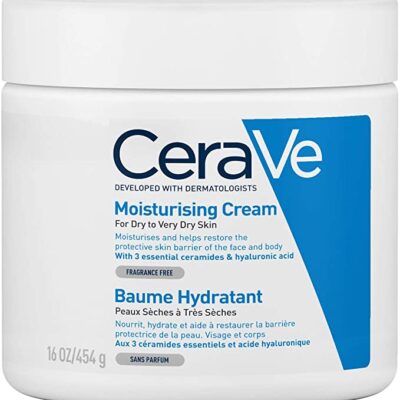 CeraVe
DEVELOPED WITH DERMATOLOGISTS
Moisturising Cream
For Dry to Very Dry Skin
Moisturises and helps restore the
protective skin barrier of the face and body
With 3 essential ceramides & hyaluronic acid
FRAGRANCE FREE
Baume Hydratant
Peaux Sèches à Très Sèches
Nourrit, hydrate et aide à restaurer la barrière
protectrice de la peau. Visage et corps
Aux 3 céramides essentiels et acide hyaluronique
16 OZ/454 g
SANS PARFUM